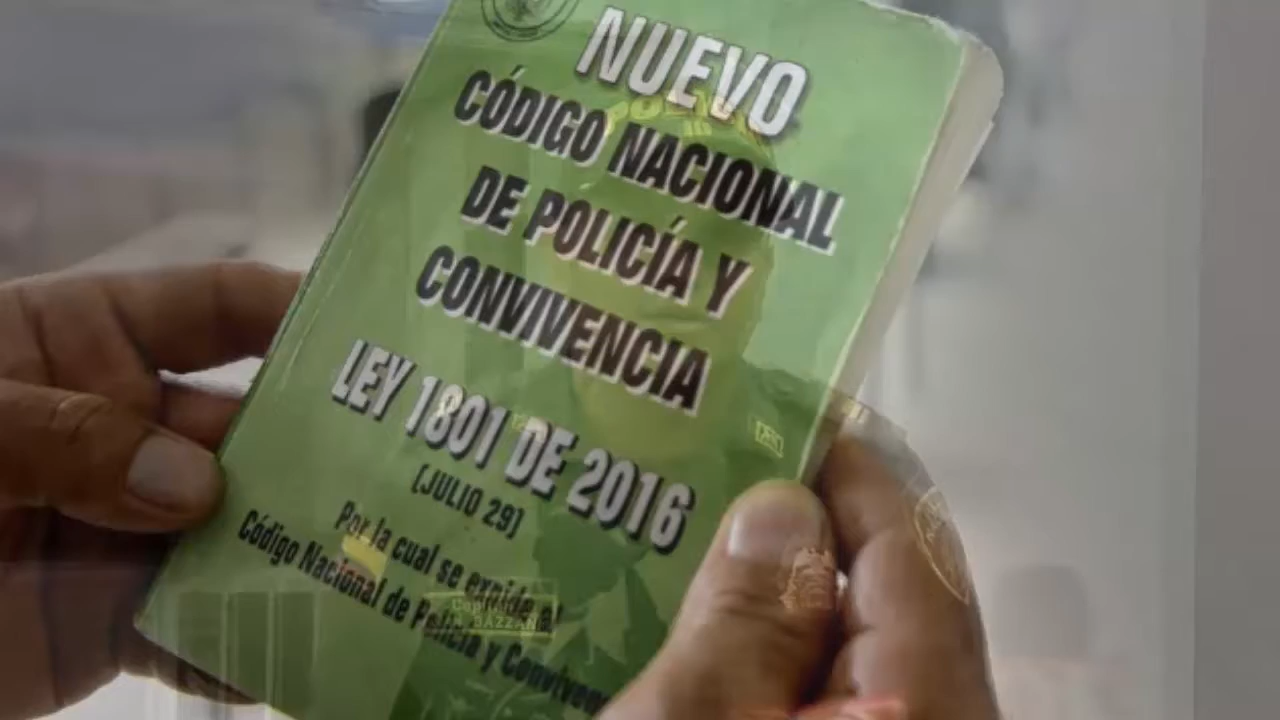 NUEVO
CÓDIGO NACIONAL
DE POLICÍA Y
CONVIVENCIA
LEY 1801 DE 2016
(JULIO 29)
Por la cual se expide el
Código Nacional de Policía y
BAZZAN